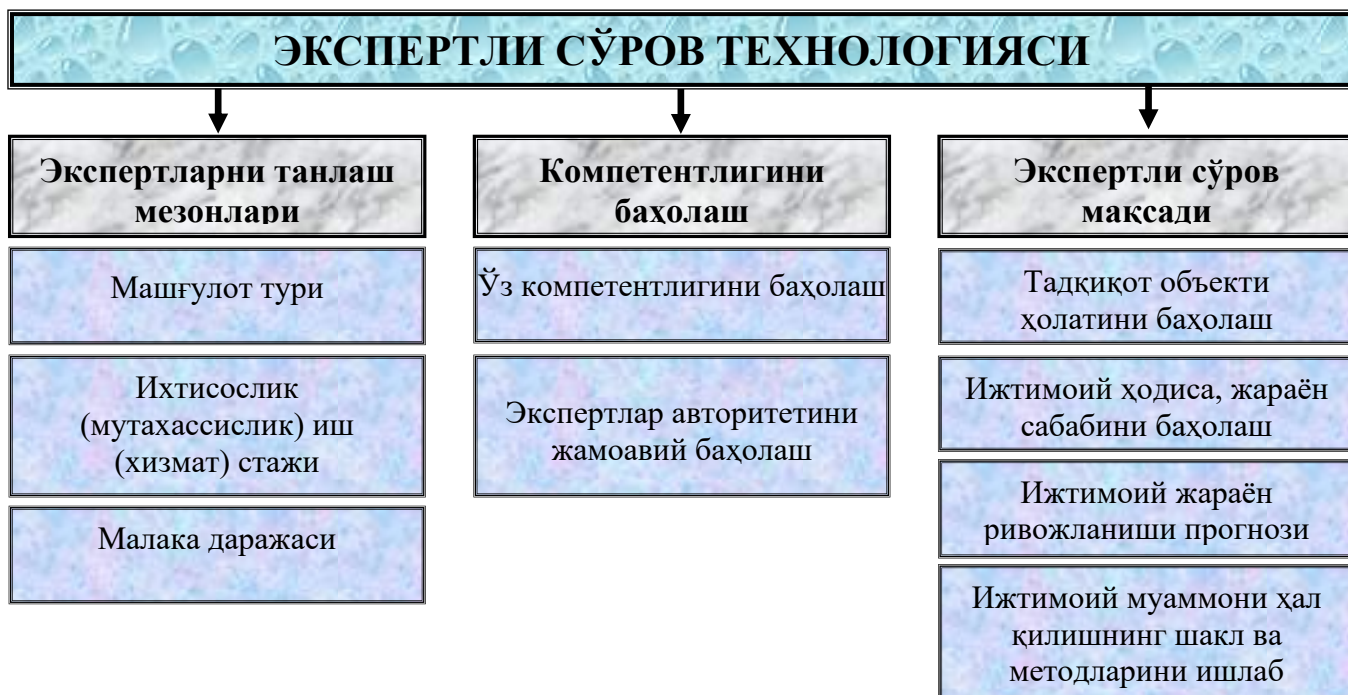 ЭКСПЕРТЛИ СЎРОВ ТЕХНОЛОГИЯСИ
Экспертларни танлаш
мезонлари
Машғулот тури
Ихтисослик
(мутахассислик) иш
(хизмат) стажи
Малака даражаси
Компетентлигини
баҳолаш
Ўз компетентлигини баҳолаш
Экспертлар авторитетини
жамоавий баҳолаш
Экспертли сўров
мақсади
Тадқиқот объекти
ҳолатини баҳолаш
Ижтимоий ҳодиса, жараён
сабабини баҳолаш
Ижтимоий жараён
ривожланиши прогнози
Ижтимоий муаммони ҳал
қилишнинг шакл ва
методларини ишлаб